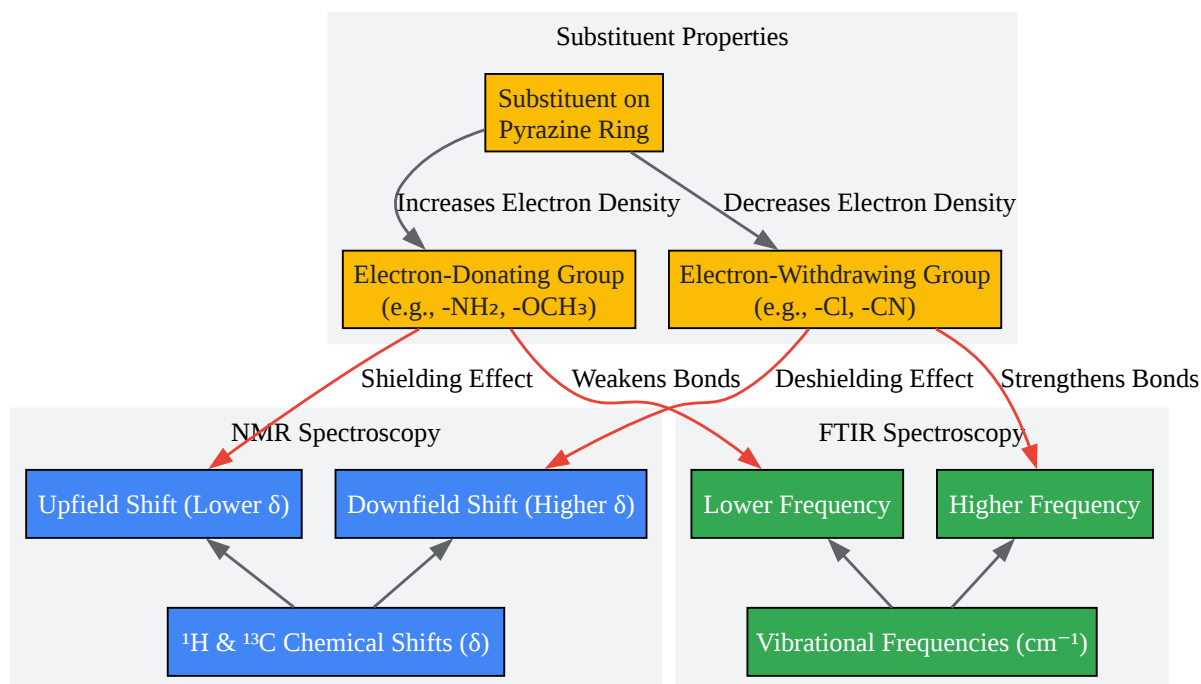 Substituent Properties
Substituent on
Pyrazine Ring
Increases Electron Density
Decreases Electron Density
Electron-Donating Group
(e.g., -NH₂, -OCH₃)
Electron-Withdrawing Group
(e.g., -Cl, -CN)
Shielding Effect
Weakens Bonds
Deshielding Effect
Strengthens Bonds
NMR Spectroscopy
FTIR Spectroscopy
Upfield Shift (Lower δ)
Downfield Shift (Higher δ)
Lower Frequency
Higher Frequency
¹H & ¹³C Chemical Shifts (δ)
Vibrational Frequencies (cm⁻¹)